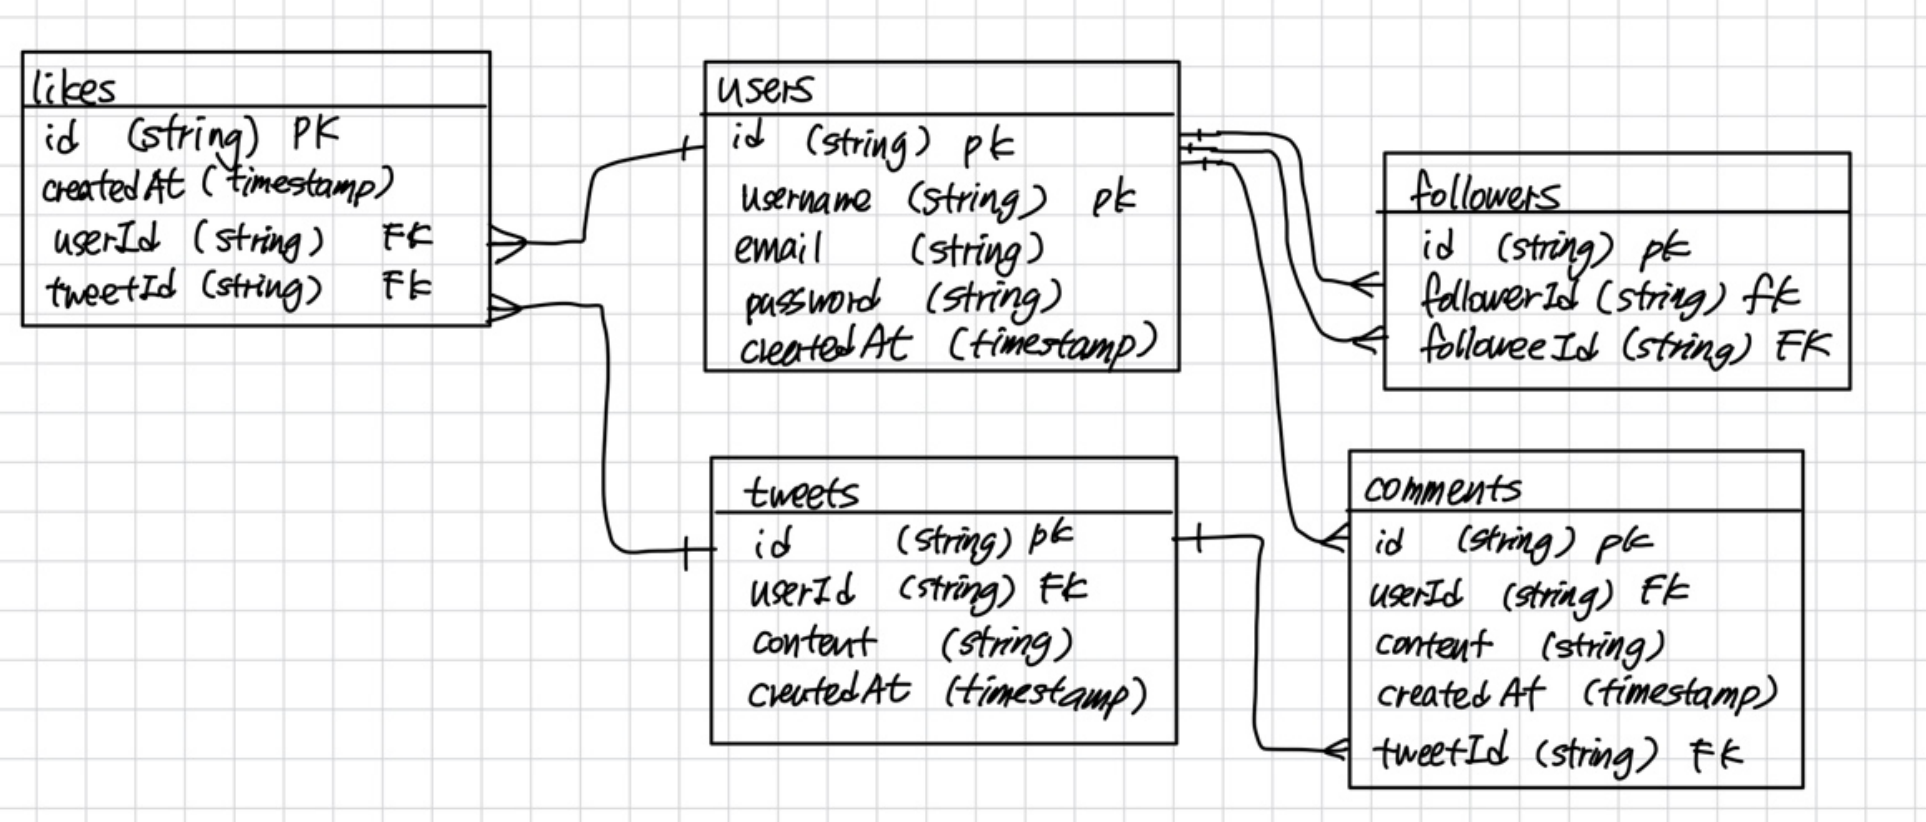 likes
id (string) PK
createdAt (timestamp)
userId (string) FK
tweetId (string) Fk
users
id (string) pk
username (string) pk
email (string)
password (string)
createdAt (timestamp)
followers
id (string) pk
followerId (string) fk
followeeId (string) FK
tweets
id (string) pk
userId (string) Fk
content (string)
createdAt (timestamp)
comments
id (string) pk
userId (string) Fk
content (string)
createdAt (timestamp)
tweetId (string) Fk